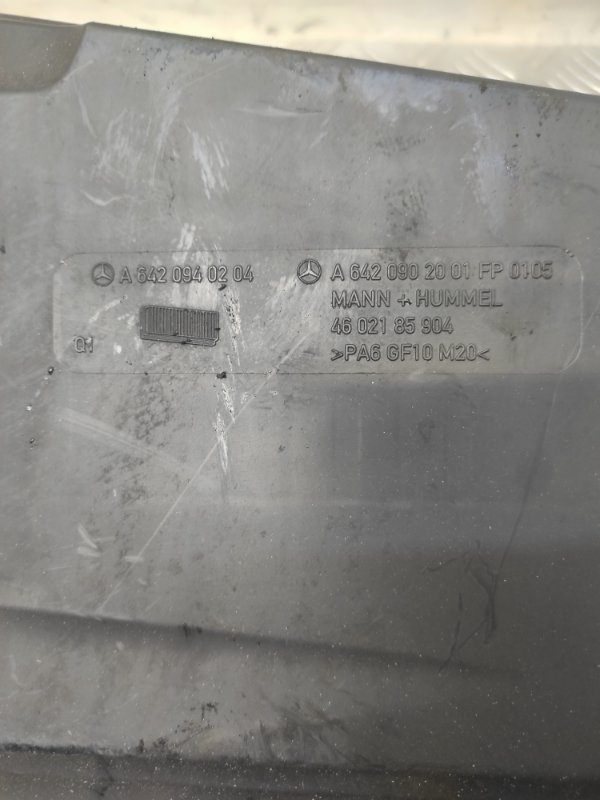 A 642 094 02 04
Q1
A 642 090 20 01 FP 0105
MANN + HUMMEL
46 021 85 904
>PA6 GF10 M20<